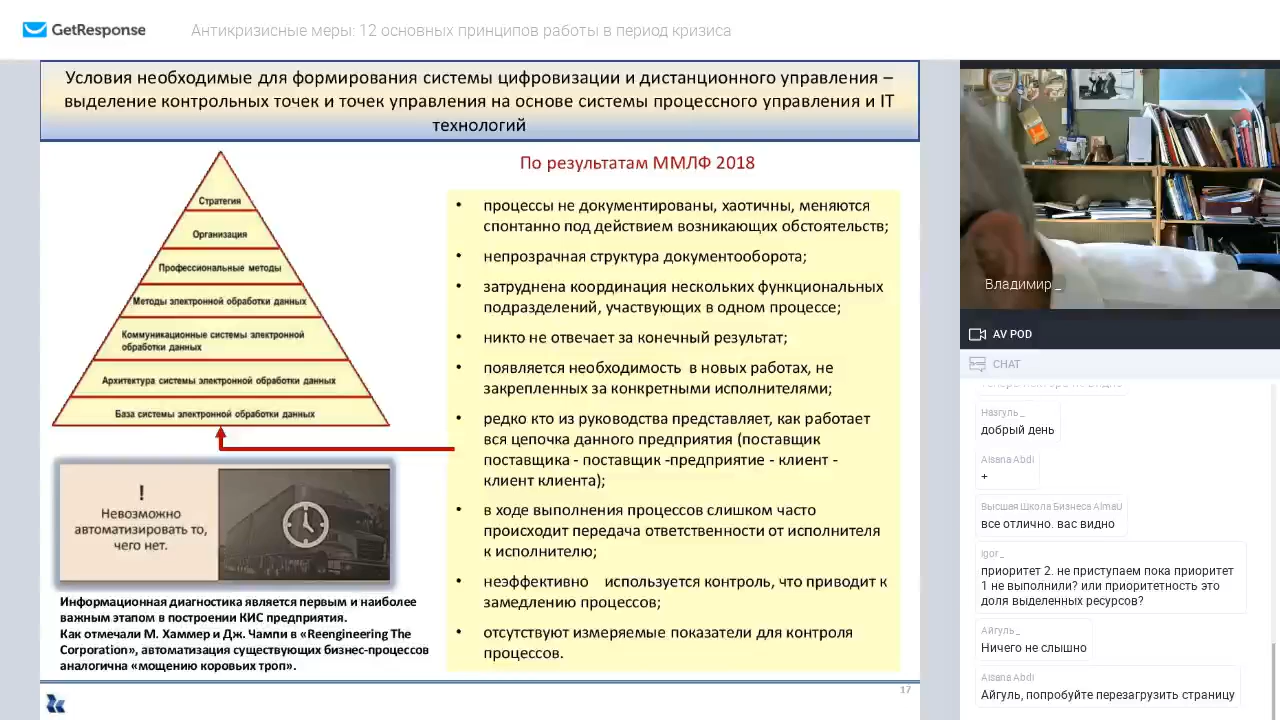 GetResponse
Антикризисные меры: 12 основных принципов работы в период кризиса
Условия необходимые для формирования системы цифровизации и дистанционного управления –
выделение контрольных точек и точек управления на основе системы процессного управления и IT
технологий
Стратегия
Организация
Профессиональные методы
Методы электронной обработки данных
Коммуникационные системы электронной
обработки данных
Архитектура системы электронной обработки данных
База системы электронной обработки данных
!
Невозможно
автоматизировать то,
чего нет.
Информационная диагностика является первым и наиболее
важным этапом в построении КИС предприятия.
Как отмечали М. Хаммер и Дж. Чампи в «Reengineering The
Corporation», автоматизация существующих бизнес-процессов
аналогична «мощению коровьих троп».
По результатам ММЛФ 2018
• процессы не документированы, хаотичны, меняются
спонтанно под действием возникающих обстоятельств;
• непрозрачная структура документооборота;
• затруднена координация нескольких функциональных
подразделений, участвующих в одном процессе;
• никто не отвечает за конечный результат;
• появляется необходимость в новых работах, не
закрепленных за конкретными исполнителями;
• редко кто из руководства представляет, как работает
вся цепочка данного предприятия (поставщик
поставщика - поставщик -предприятие - клиент -
клиент клиента);
• в ходе выполнения процессов слишком часто
происходит передача ответственности от исполнителя
к исполнителю;
• неэффективно используется контроль, что приводит к
замедлению процессов;
• отсутствуют измеряемые показатели для контроля
процессов.
17
Владимир _
AV POD
CHAT
Назгуль _
добрый день
Aisana Abdi
+
Высшая Школа Бизнеса AlmaU
все отлично. вас видно
Igor _
приоритет 2. не приступаем пока приоритет
1 не выполнили? или приоритетность это
доля выделенных ресурсов?
Айгуль _
Ничего не слышно
Aisana Abdi
Айгуль, попробуйте перезагрузить страницу